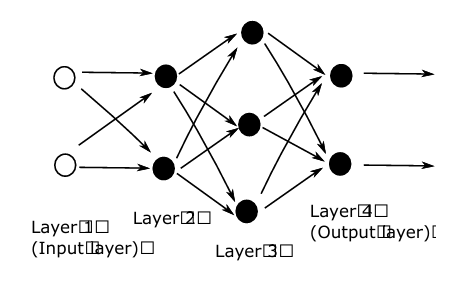 Layer 1
(Input layer)
Layer 2
Layer 3
Layer 4
(Output layer)